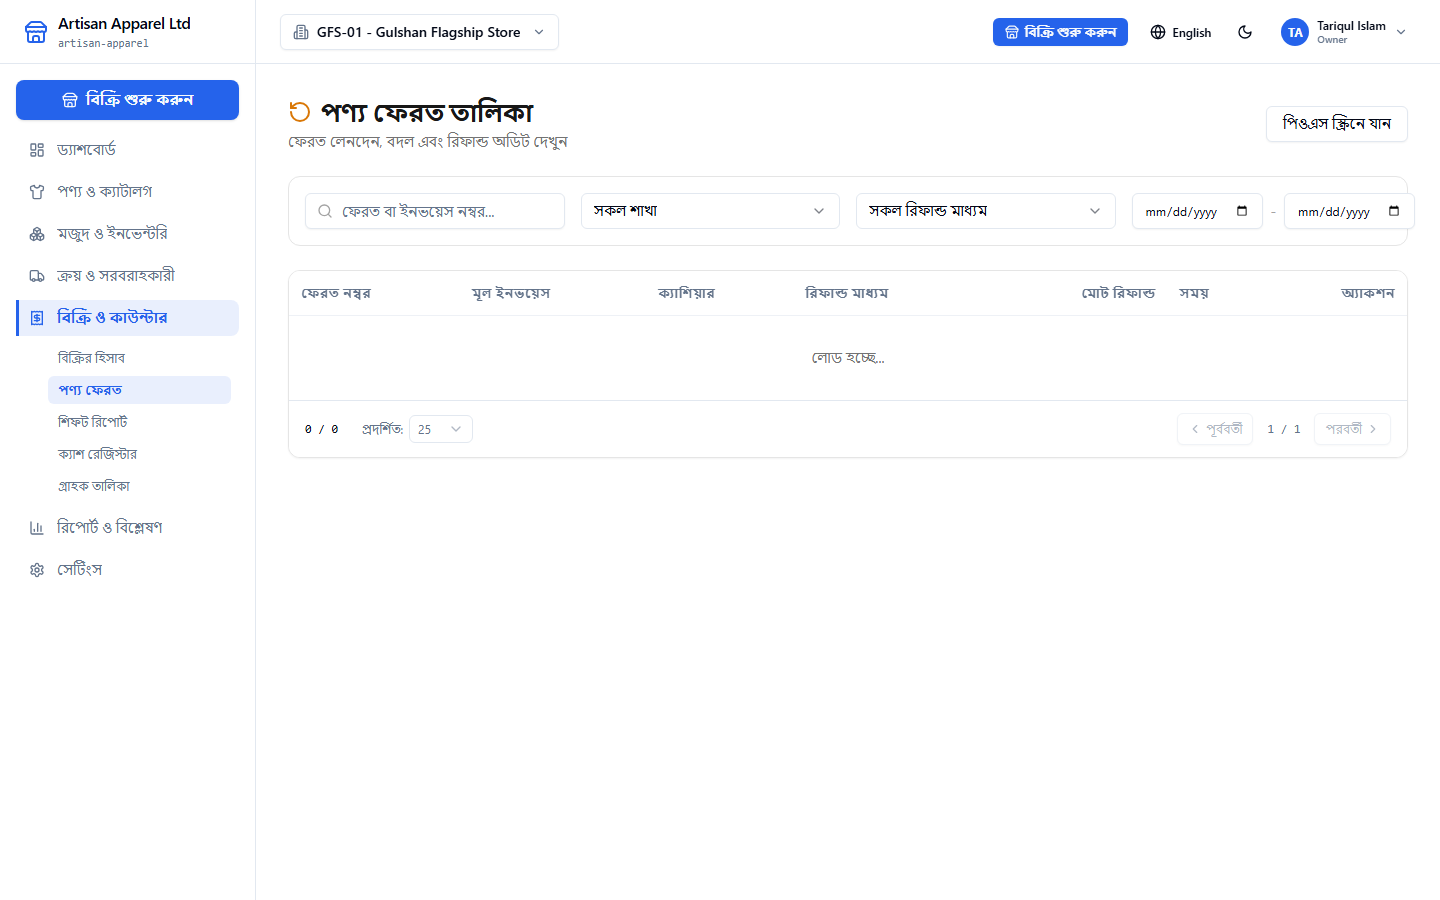 Artisan Apparel Ltd
artisan-apparel
GFS-01 - Gulshan Flagship Store
বিক্রি শুরু করুন
English
TA
Tariqul Islam
Owner
বিক্রি শুরু করুন
ড্যাশবোর্ড
পণ্য ও ক্যাটালগ
মজুদ ও ইনভেন্টরি
ক্রয় ও সরবরাহকারী
বিক্রি ও কাউন্টার
বিক্রির হিসাব
পণ্য ফেরত
শিফট রিপোর্ট
ক্যাশ রেজিস্টার
গ্রাহক তালিকা
রিপোর্ট ও বিশ্লেষণ
সেটিংস
পণ্য ফেরত তালিকা
ফেরত লেনদেন, বদল এবং রিফান্ড অডিট দেখুন
পিওএস স্ক্রিনে যান
ফেরত বা ইনভয়েস নম্বর...
সকল শাখা
সকল রিফান্ড মাধ্যম
mm/dd/yyyy - mm/dd/yyyy
ফেরত নম্বর মূল ইনভয়েস ক্যাশিয়ার রিফান্ড মাধ্যম মোট রিফান্ড সময় অ্যাকশন
লোড হচ্ছে...
0 / 0 প্রদর্শিত: 25 পূর্ববর্তী 1 / 1 পরবর্তী